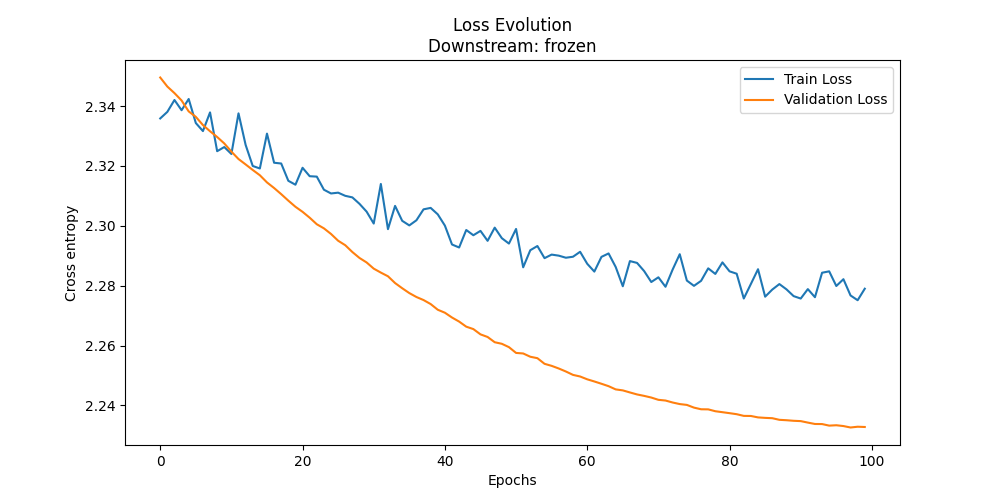 Loss Evolution
Downstream: frozen
Train Loss
Validation Loss
Cross entropy
2.34
2.32
2.30
2.28
2.26
2.24
0
20
40
60
80
100
Epochs